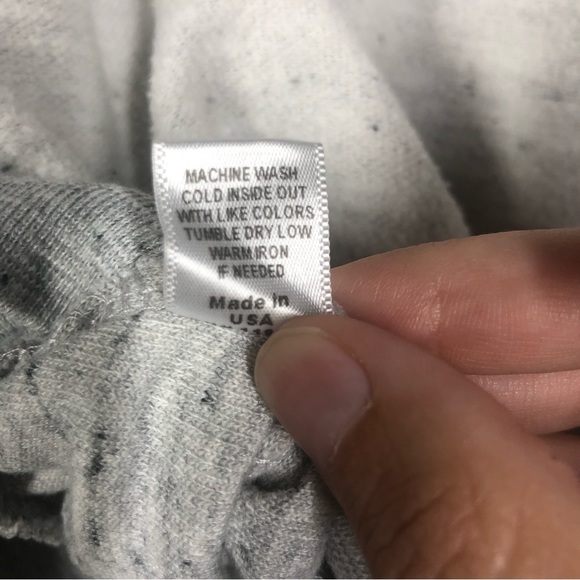 MACHINE WASH
COLD INSIDE OUT
WITH LIKE COLORS
TUMBLE DRY LOW
WARM IRON
IF NEEDED
Made in
USA